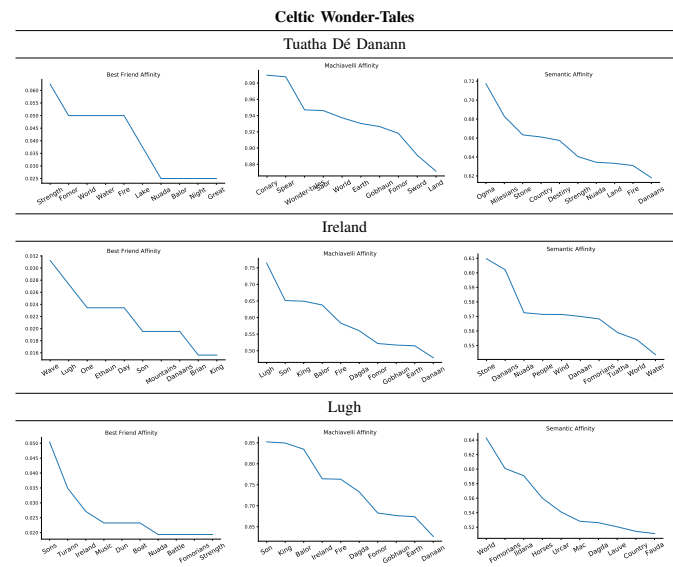 Celtic Wonder-Tales
Tuatha Dé Danann
Best Friend Affinity
0.060
0.055
0.050
0.045
0.040
0.035
0.030
0.025
Strength Fomor World Water Fire Lake Nuada Balor Night Great
Machiavelli Affinity
0.98
0.96
0.94
0.92
0.90
0.88
Conary Spear Wonder-tales World Earth Gobhaun Fomor Sword Land
Semantic Affinity
0.72
0.70
0.68
0.66
0.64
0.62
Ogma Milesians Stone Country Destiny Strength Nuada Land Fire Danaans
Ireland
Best Friend Affinity
0.032
0.030
0.028
0.026
0.024
0.022
0.020
0.018
0.016
Wave Lugh One Ethaun Day Son Mountains Danaans Brian King
Machiavelli Affinity
0.75
0.70
0.65
0.60
0.55
0.50
Lugh Son King Balor Fire Dagda Fomor Gobhaun Earth Danaan
Semantic Affinity
0.61
0.60
0.59
0.58
0.57
0.56
0.55
Stone Danaans Nuada People Wind Danaan Fomorians Tuatha World Water
Lugh
Best Friend Affinity
0.050
0.045
0.040
0.035
0.030
0.025
0.020
Sons Turann Ireland Music Dun Boat Nuada Battle Fomorians Strength
Machiavelli Affinity
0.85
0.80
0.75
0.70
0.65
Son King Balor Ireland Fire Dagda Fomor Gobhaun Earth Danaan
Semantic Affinity
0.64
0.62
0.60
0.58
0.56
0.54
0.52
World Fomorians Ildana Horses Urcar Mac Dagda Lauve Country Fauda